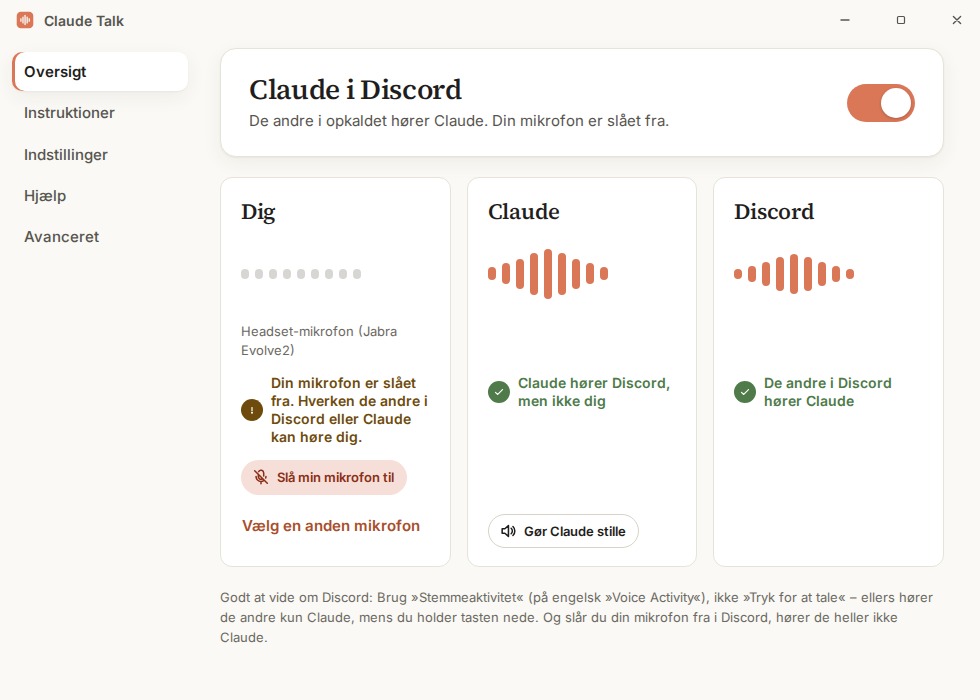 Claude Talk
Oversigt
Instruktioner
Indstillinger
Hjælp
Avanceret
Claude i Discord
De andre i opkaldet hører Claude. Din mikrofon er slået fra.
Dig
Headset-mikrofon (Jabra
Evolve2)
Din mikrofon er slået
fra. Hverken de andre i
Discord eller Claude
kan høre dig.
Slå min mikrofon til
Vælg en anden mikrofon
Claude
Claude hører Discord,
men ikke dig
Gør Claude stille
Discord
De andre i Discord
hører Claude
Godt at vide om Discord: Brug »Stemmeaktivitet« (på engelsk »Voice Activity«), ikke »Tryk for at tale« – ellers hører
de andre kun Claude, mens du holder tasten nede. Og slår du din mikrofon fra i Discord, hører de heller ikke
Claude.